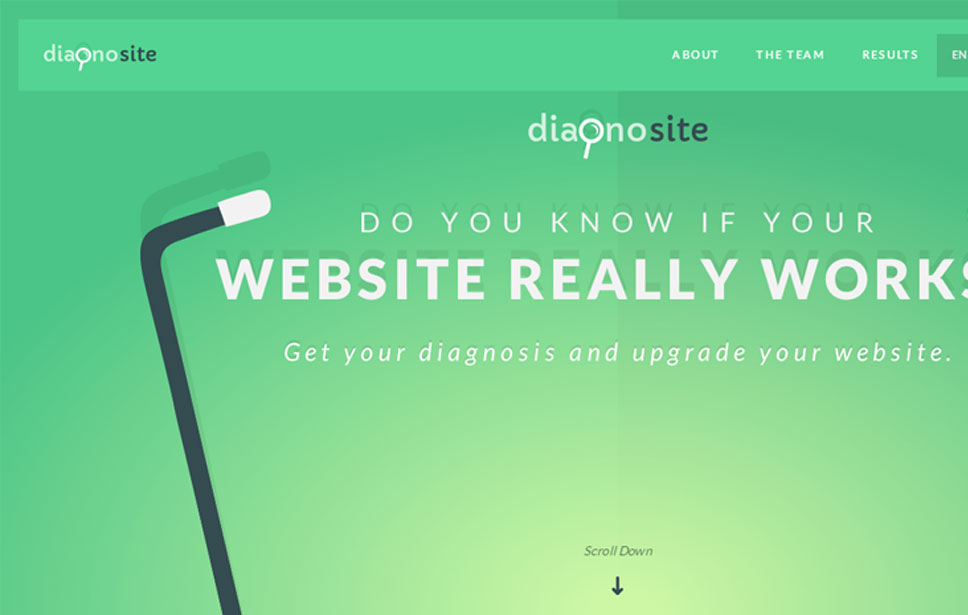 diagnosite
ABOUT THE TEAM RESULTS EN
diagnosite
DO YOU KNOW IF YOUR
WEBSITE REALLY WORKS
Get your diagnosis and upgrade your website.
Scroll Down